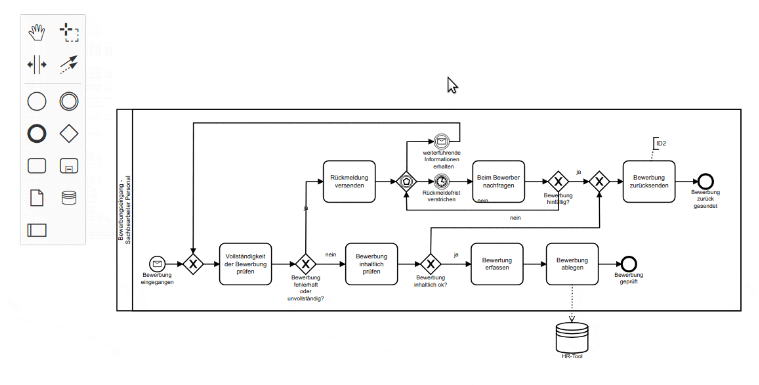 ID2
weiterführende
Informationen
erhalten
Rückmeldung
versenden
Rückmeldefrist
verstrichen
Beim Bewerber
nachfragen
nein
Bewerbung
hinfällig?
ja
Bewerbung
zurücksenden
Bewerbung
zurück
gesendet
ja
nein
Bewerbungseingang -
Sachbearbeiter Personal
Bewerbung
eingegangen
Vollständigkeit
der Bewerbung
prüfen
Bewerbung
fehlerhaft
oder
unvollständig?
nein
Bewerbung
inhaltlich
prüfen
Bewerbung
inhaltlich ok?
ja
Bewertung
erfassen
Bewerbung
ablegen
Bewerbung
geprüft
HR-Tool